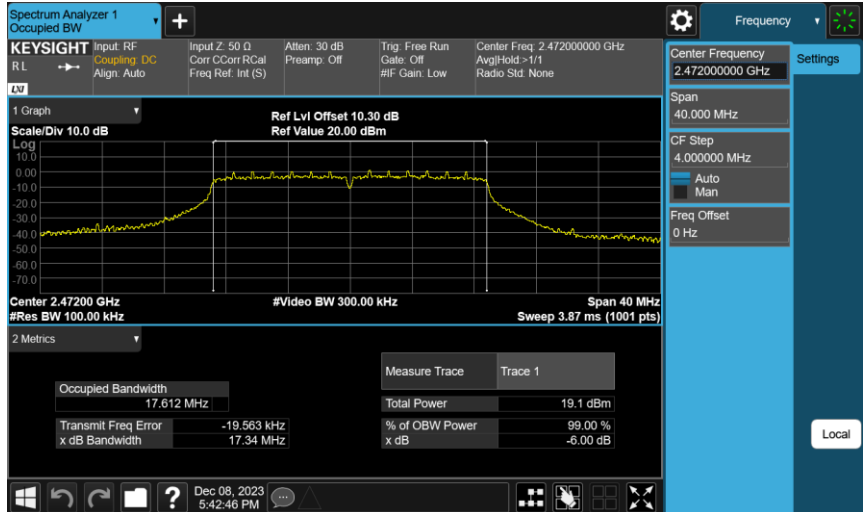 Spectrum Analyzer 1
Occupied BW
+
Frequency
KEYSIGHT
R L
LXI
Input: RF
Coupling: DC
Align: Auto
Input Z: 50 Ω
Corr CCorr RCal
Freq Ref: Int (S)
Atten: 30 dB
Preamp: Off
Trig: Free Run
Gate: Off
#IF Gain: Low
Center Freq: 2.472000000 GHz
Avg|Hold:>1/1
Radio Std: None
Center Frequency
2.472000000 GHz
Settings
Span
40.000 MHz
CF Step
4.000000 MHz
Auto
Man
Freq Offset
0 Hz
Local
1 Graph
Scale/Div 10.0 dB
Ref Lvl Offset 10.30 dB
Ref Value 20.00 dBm
Log
10.0
0.00
-10.0
-20.0
-30.0
-40.0
-50.0
-60.0
-70.0
Center 2.47200 GHz
#Video BW 300.00 kHz
Span 40 MHz
#Res BW 100.00 kHz
Sweep 3.87 ms (1001 pts)
2 Metrics
Measure Trace Trace 1
Occupied Bandwidth
17.612 MHz
Total Power 19.1 dBm
Transmit Freq Error -19.563 kHz
% of OBW Power 99.00 %
x dB Bandwidth 17.34 MHz
x dB -6.00 dB
?
Dec 08, 2023
5:42:46 PM